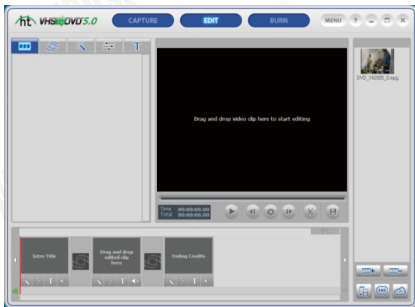 VHS to DVD 5.0
CAPTURE
EDIT
BURN
MENU
?
T
Drag and drop video clip here to start editing
DVD_142905_0.mpg
Time 00:00:00.00
Total 00:00:00.00
Intro Title
Drag and drop
edited clip
here
Ending Credits